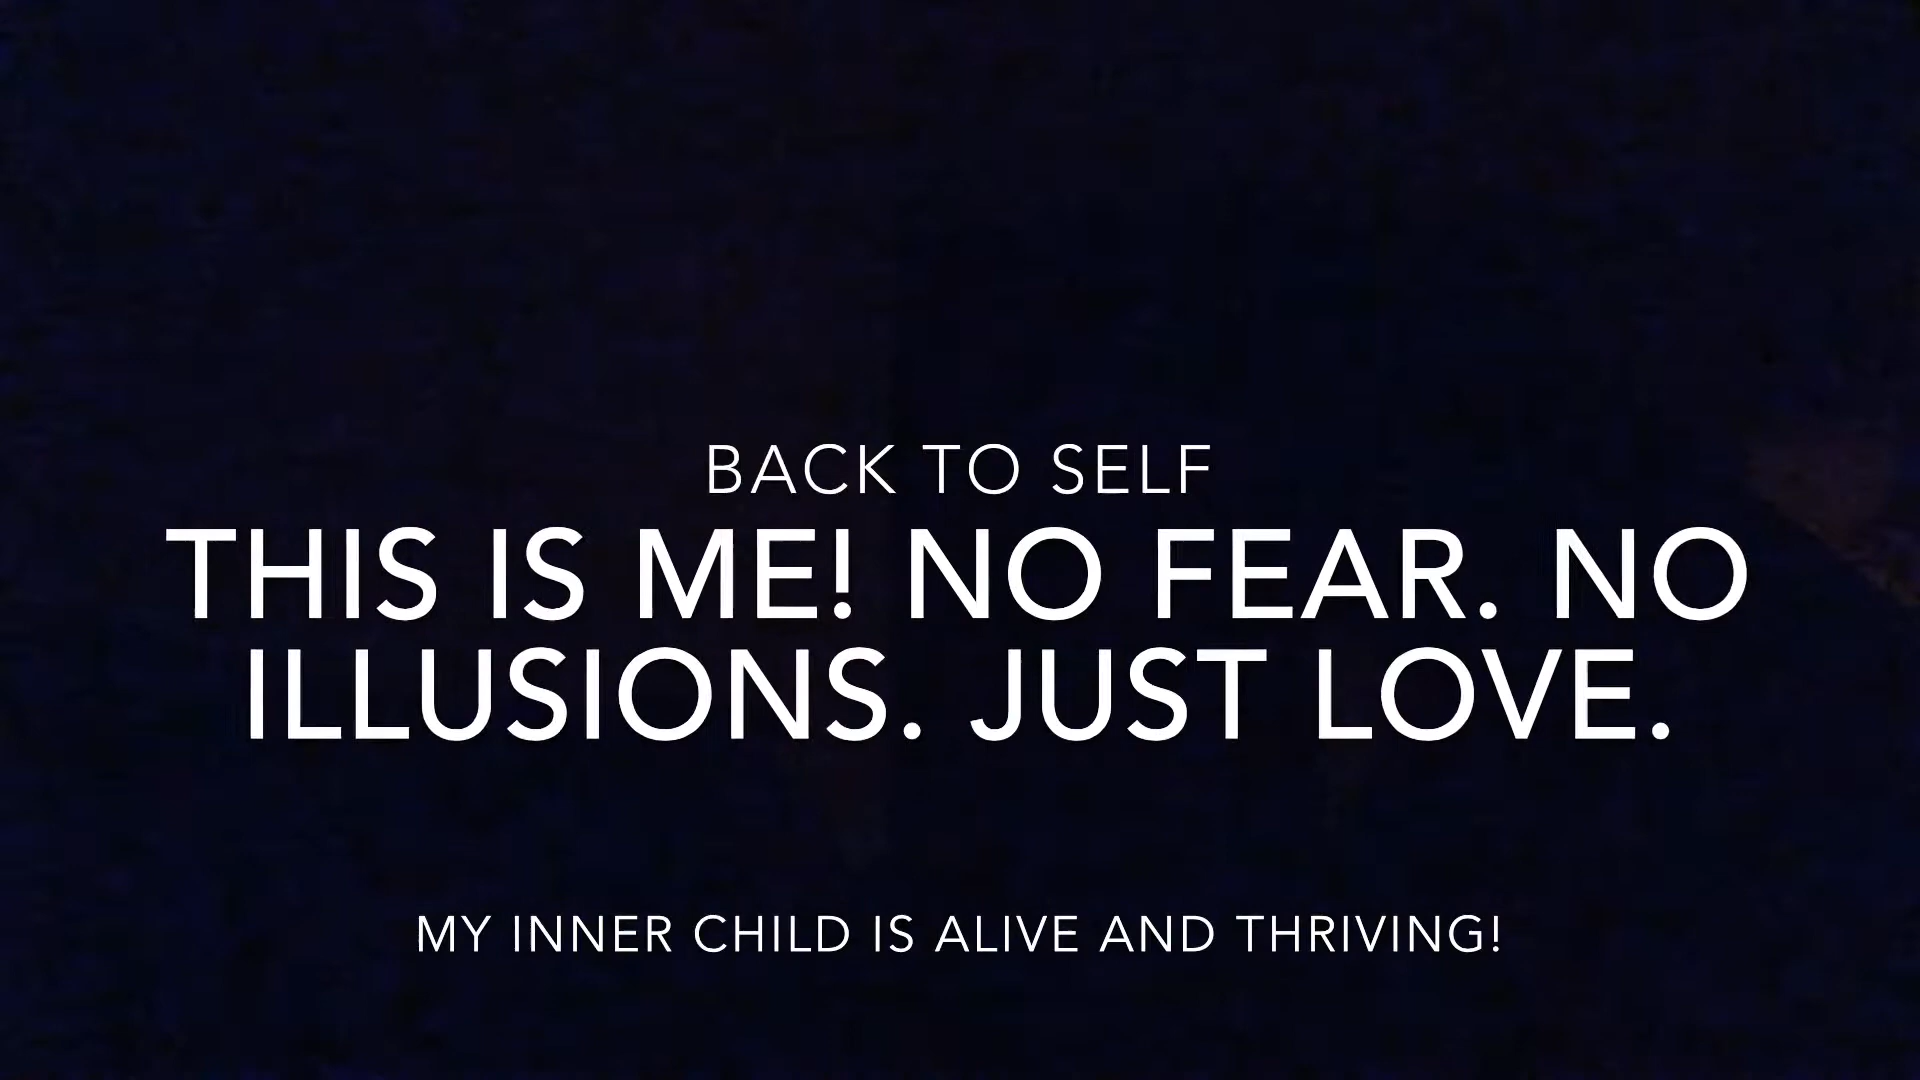 BACK TO SELF
THIS IS ME! NO FEAR. NO
ILLUSIONS. JUST LOVE.
MY INNER CHILD IS ALIVE AND THRIVING!